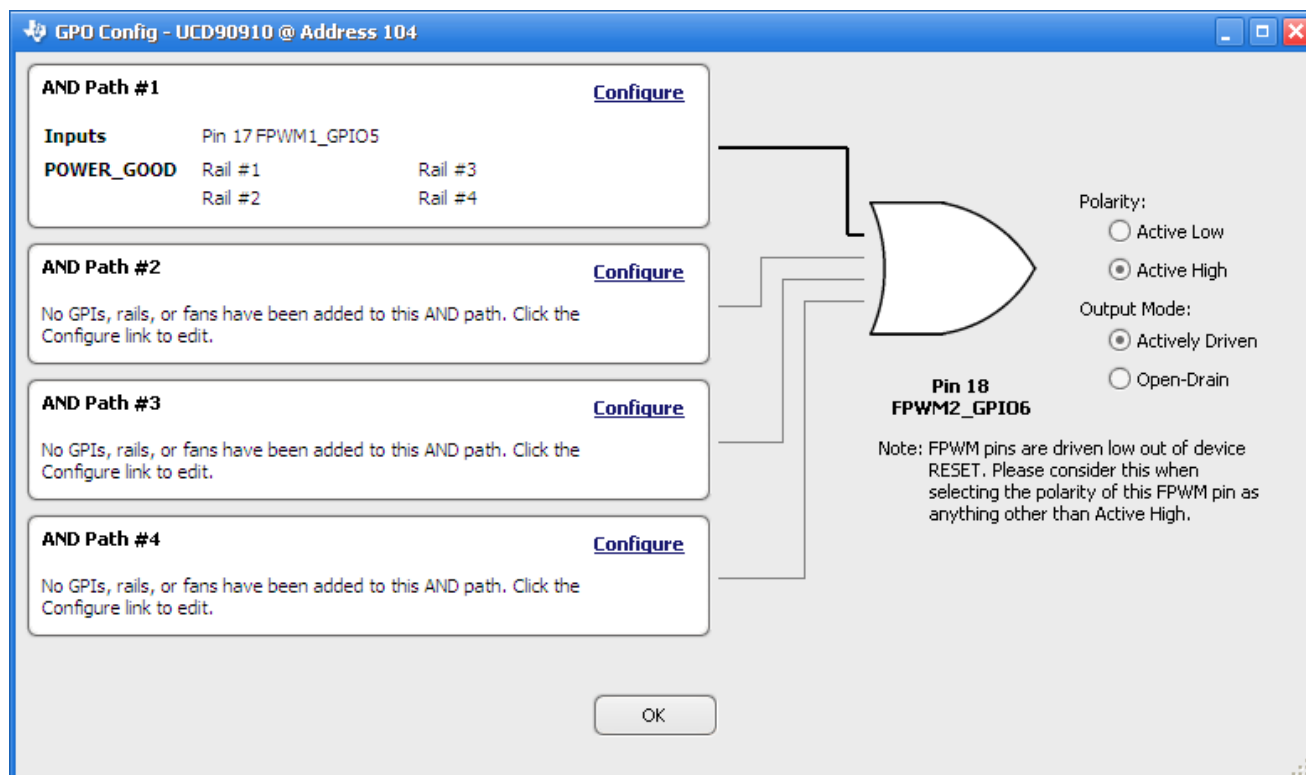 GPO Config - UCD90910 @ Address 104
AND Path #1
Configure
Inputs Pin 17 FPWM1_GPIO5
POWER_GOOD Rail #1 Rail #3
Rail #2 Rail #4
AND Path #2
Configure
No GPIs, rails, or fans have been added to this AND path. Click the
Configure link to edit.
AND Path #3
Configure
No GPIs, rails, or fans have been added to this AND path. Click the
Configure link to edit.
AND Path #4
Configure
No GPIs, rails, or fans have been added to this AND path. Click the
Configure link to edit.
Polarity:
Active Low
Active High
Output Mode:
Actively Driven
Open-Drain
Pin 18
FPWM2_GPIO6
Note: FPWM pins are driven low out of device
RESET. Please consider this when
selecting the polarity of this FPWM pin as
anything other than Active High.
OK